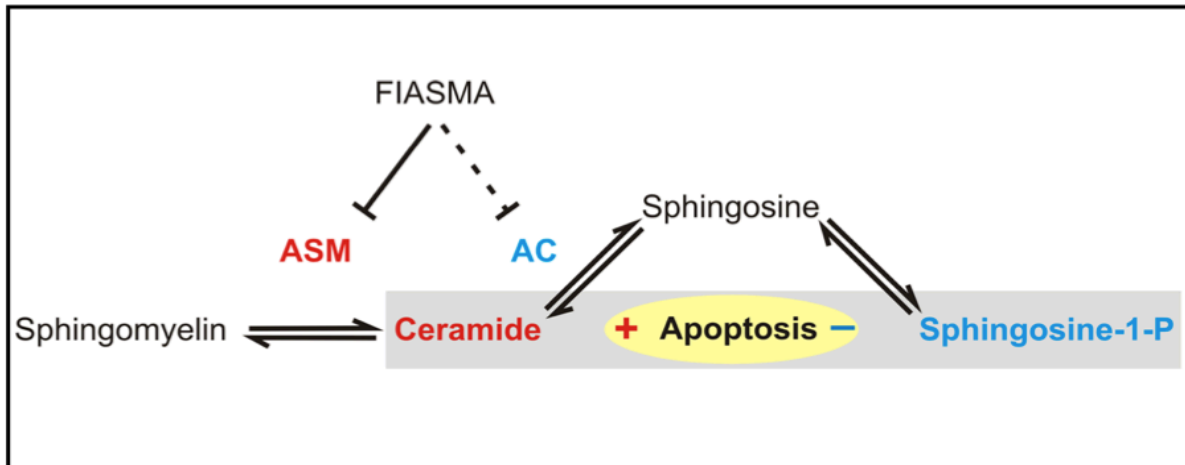 FIASMA
Sphingosine
ASM AC
Sphingomyelin Ceramide + Apoptosis − Sphingosine-1-P